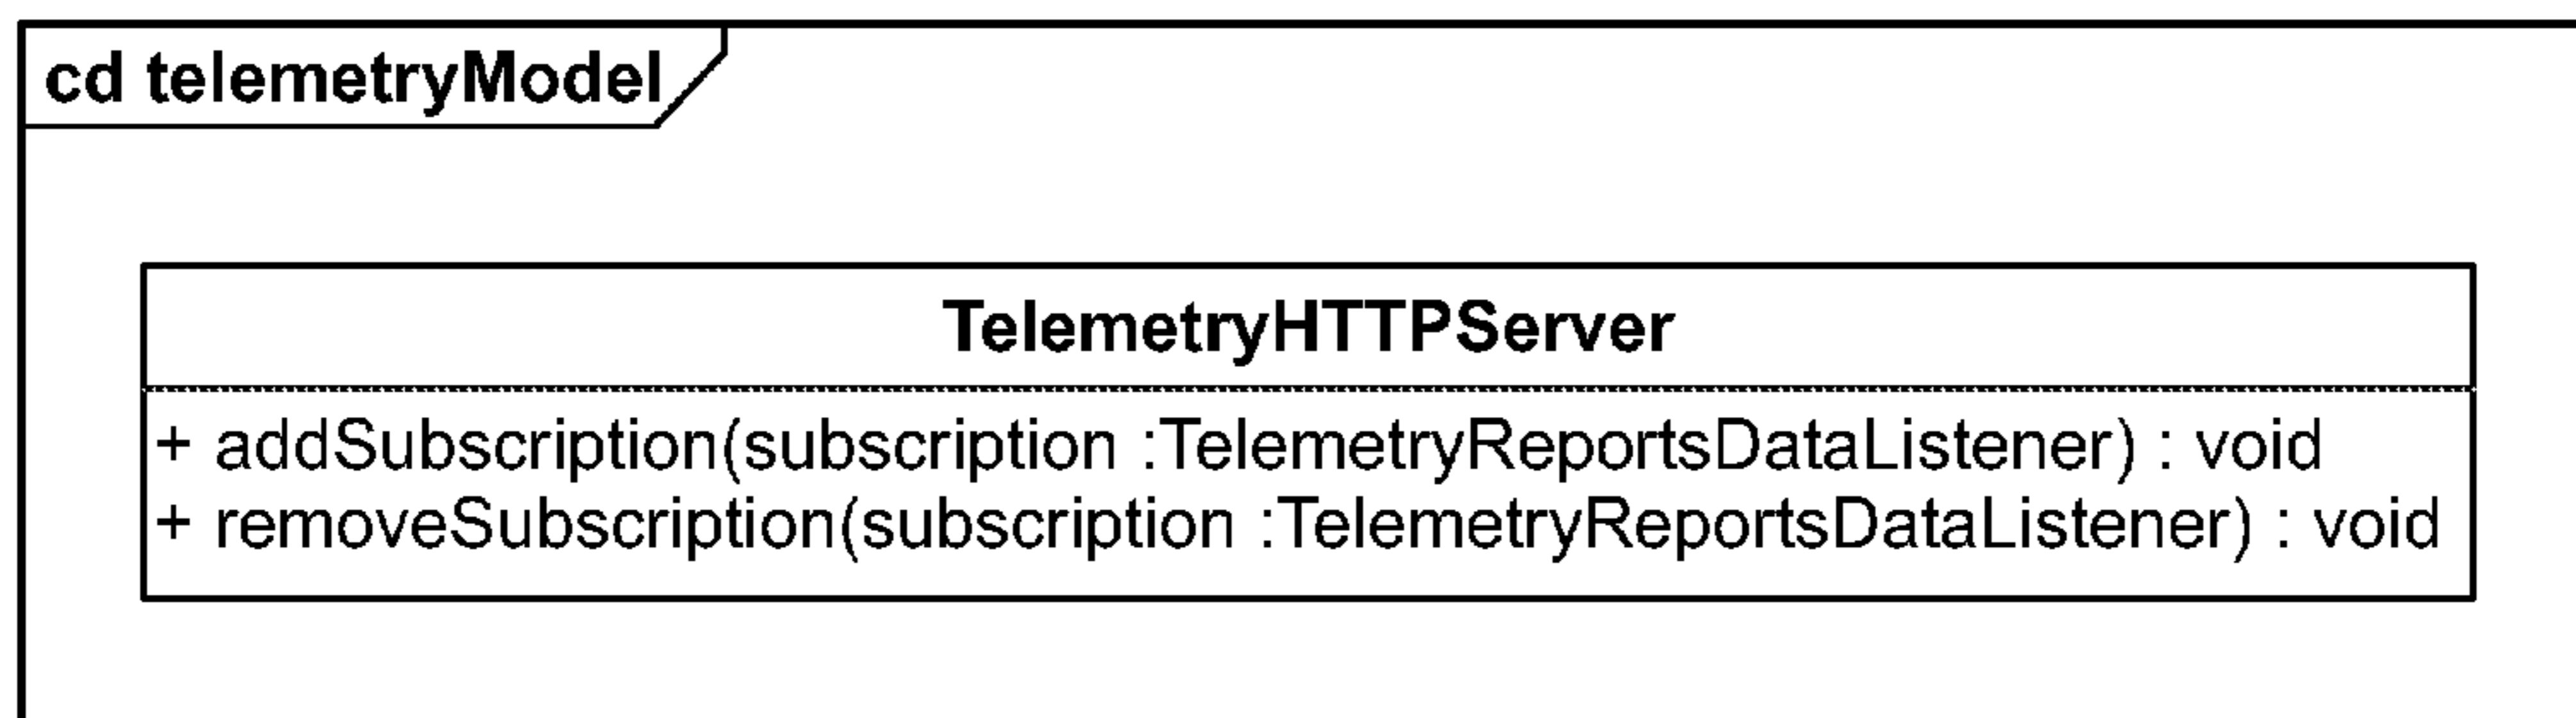 cd telemetryModel
TelemetryHTTPServer
+ addSubscription(subscription :TelemetryReportsDataListener) : void
+ removeSubscription(subscription :TelemetryReportsDataListener) : void